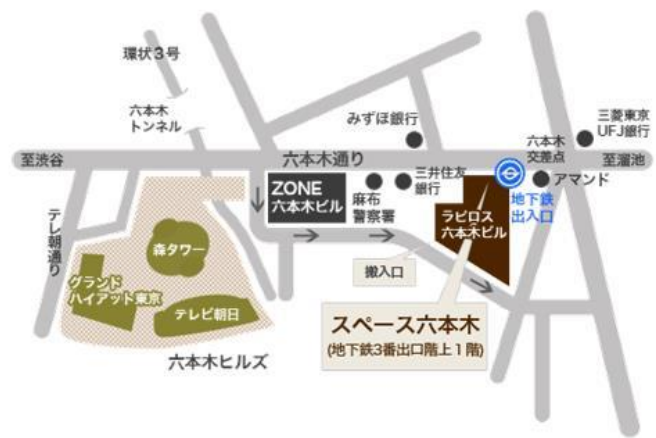 環状３号
六本木
トンネル
みずほ銀行
三菱東京
UFJ銀行
六本木
交差点
至渋谷
六本木通り
至溜池
ZONE
六本木ビル
麻布
警察署
三井住友
銀行
アマンド
地下鉄
出入口
ラピロス
六本木ビル
テレ朝通り
森タワー
グランド
ハイアット東京
テレビ朝日
搬入口
スペース六本木
(地下鉄3番出口階上１階)
六本木ヒルズ